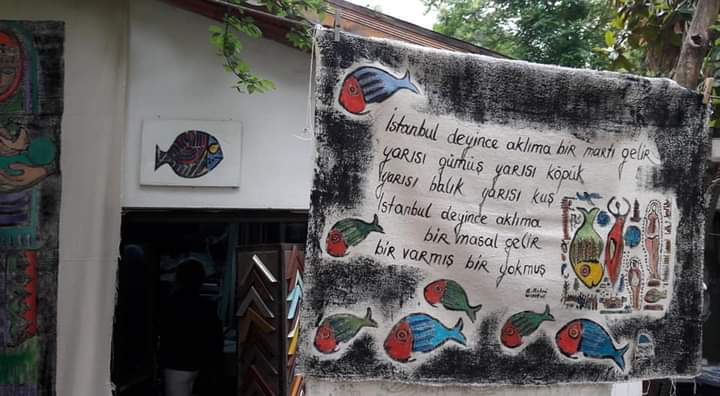 İstanbul deyince aklıma bir martı gelir
yarısı gümüş yarısı köpük
yarısı balık yarısı kuş
İstanbul deyince aklıma
bir masal gelir
bir varmış bir yokmuş